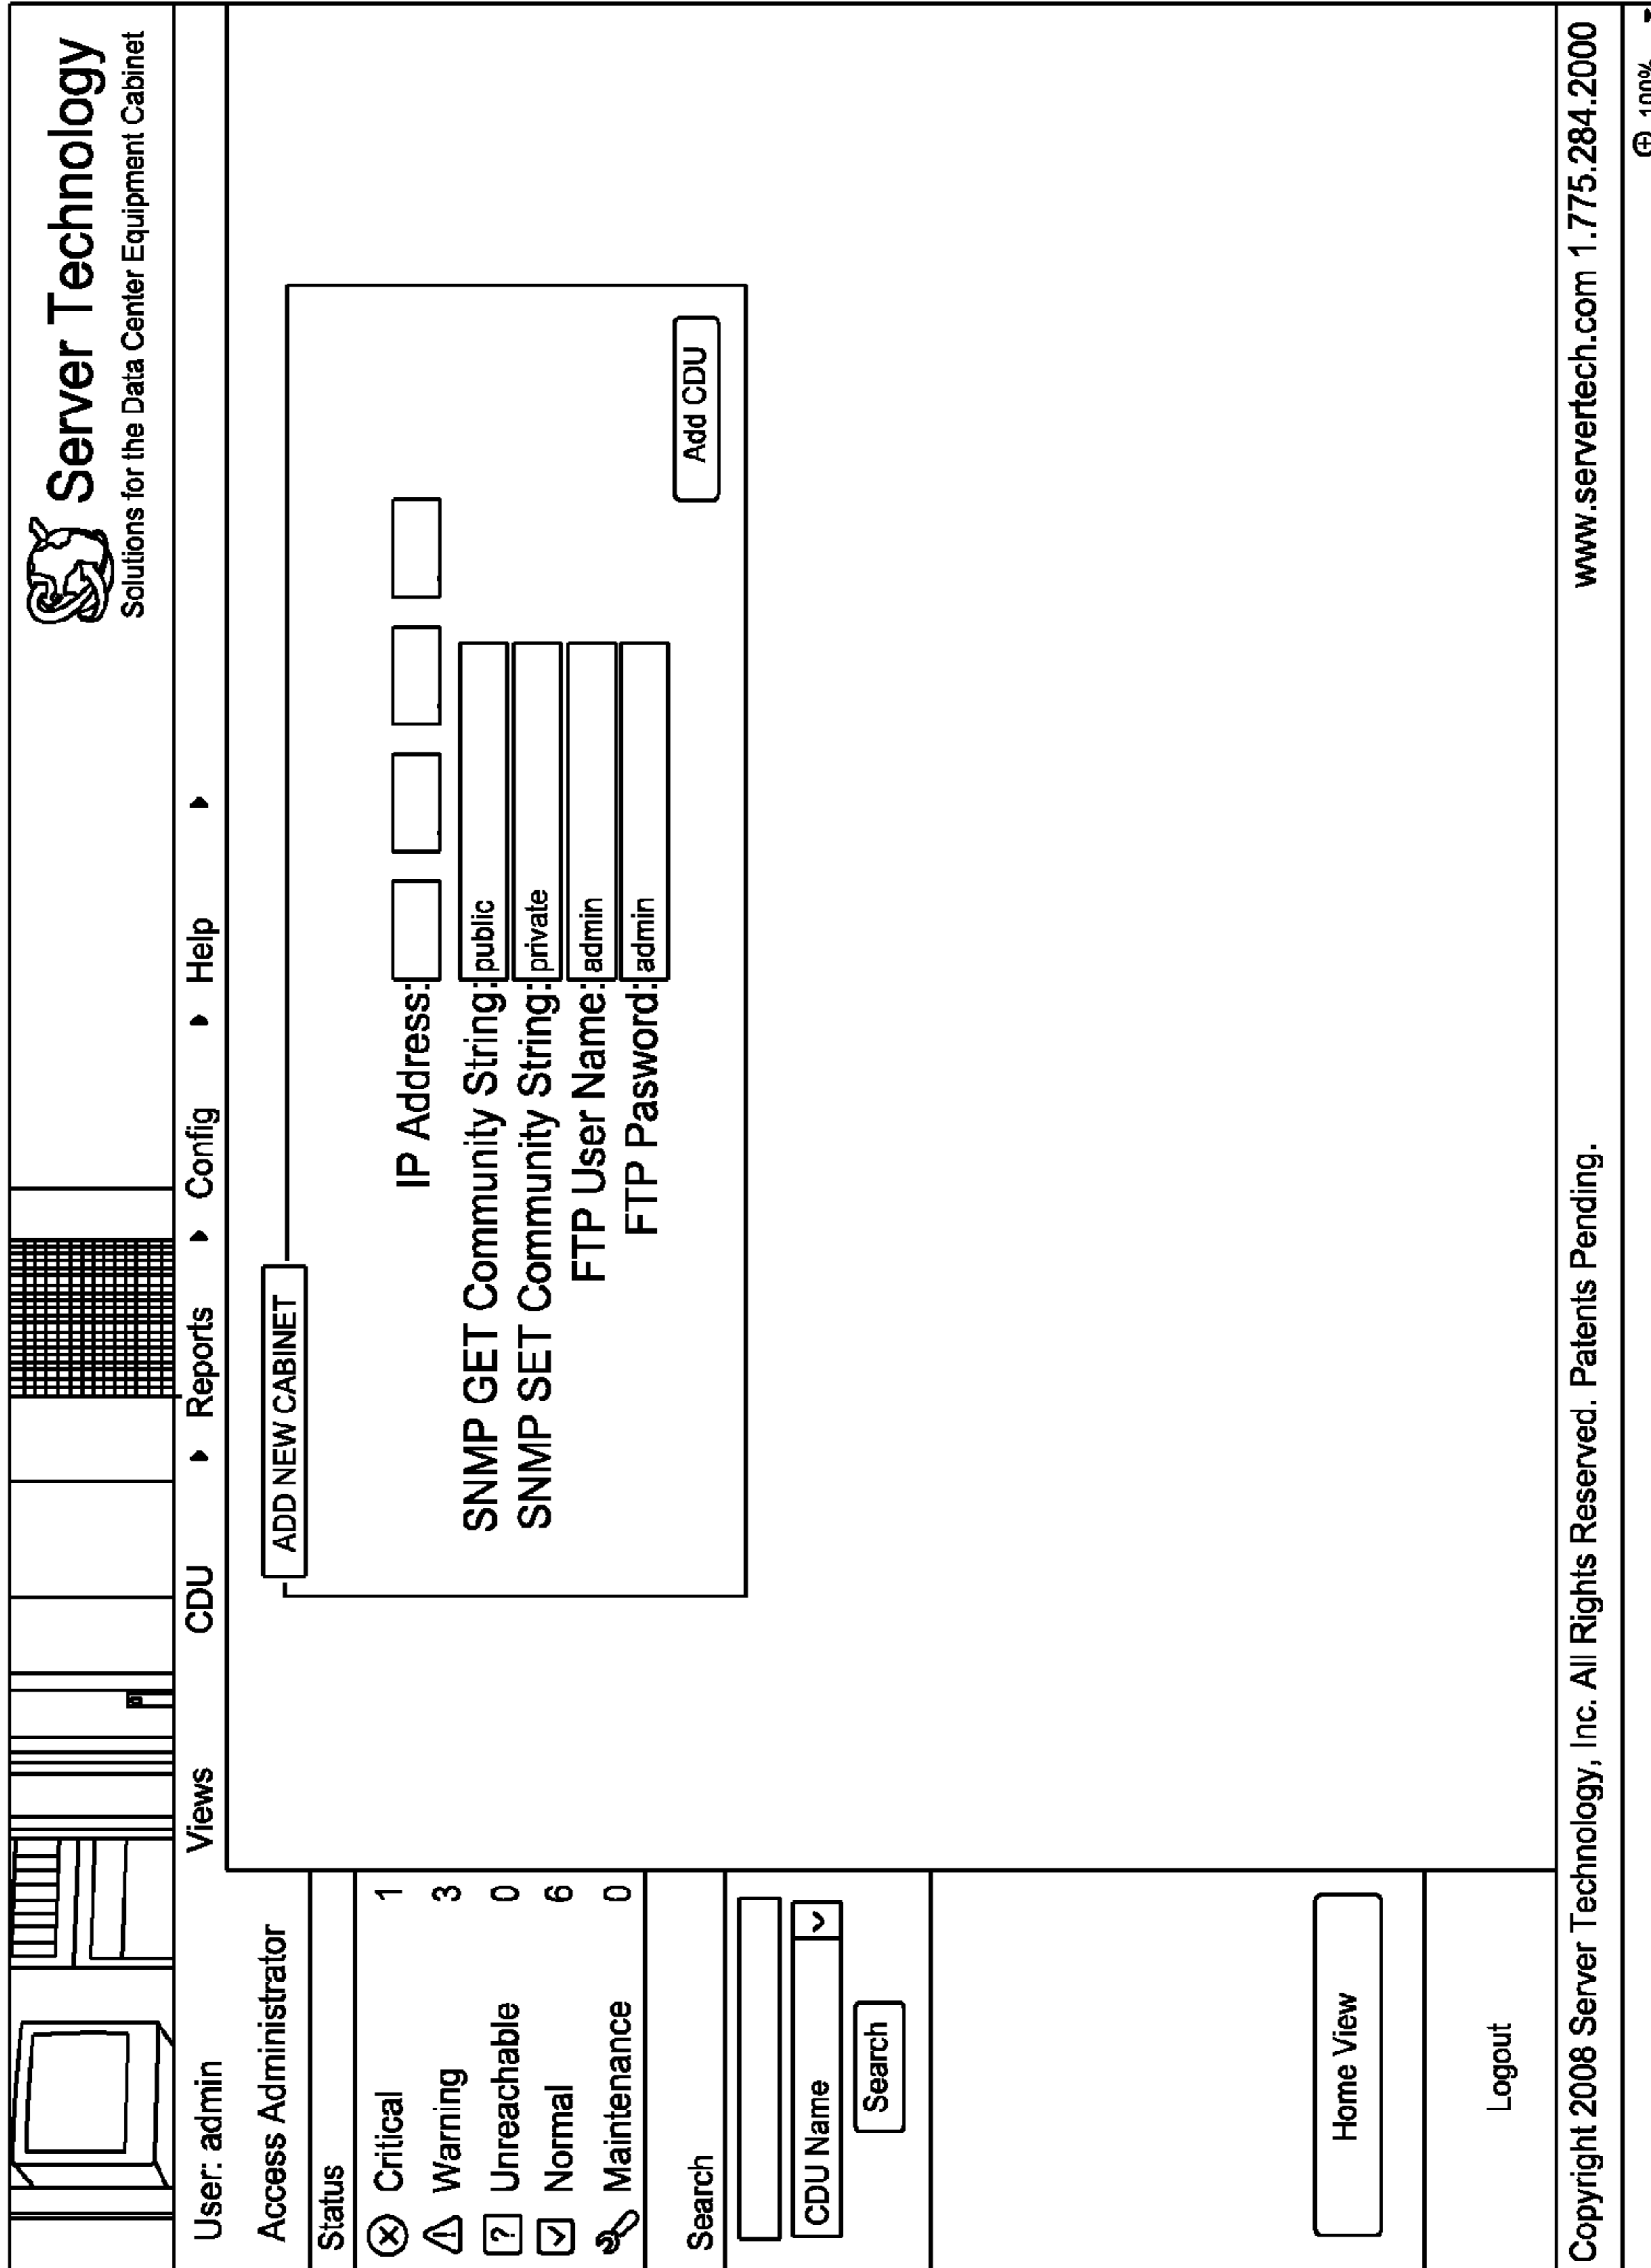 Server Technology
Solutions for the Data Center Equipment Cabinet
Views CDU Reports Config Help
User: admin
Access Administrator
Status
Critical 1
Warning 3
? Unreachable 0
Normal 6
Maintenance 0
Search
CDU Name
Search
Home View
Logout
ADD NEW CABINET
IP Address:
SNMP GET Community String: public
SNMP SET Community String: private
FTP User Name: admin
FTP Pasword: admin
Add CDU
Copyright 2008 Server Technology, Inc. All Rights Reserved. Patents Pending. www.servertech.com 1.775.284.2000
100%